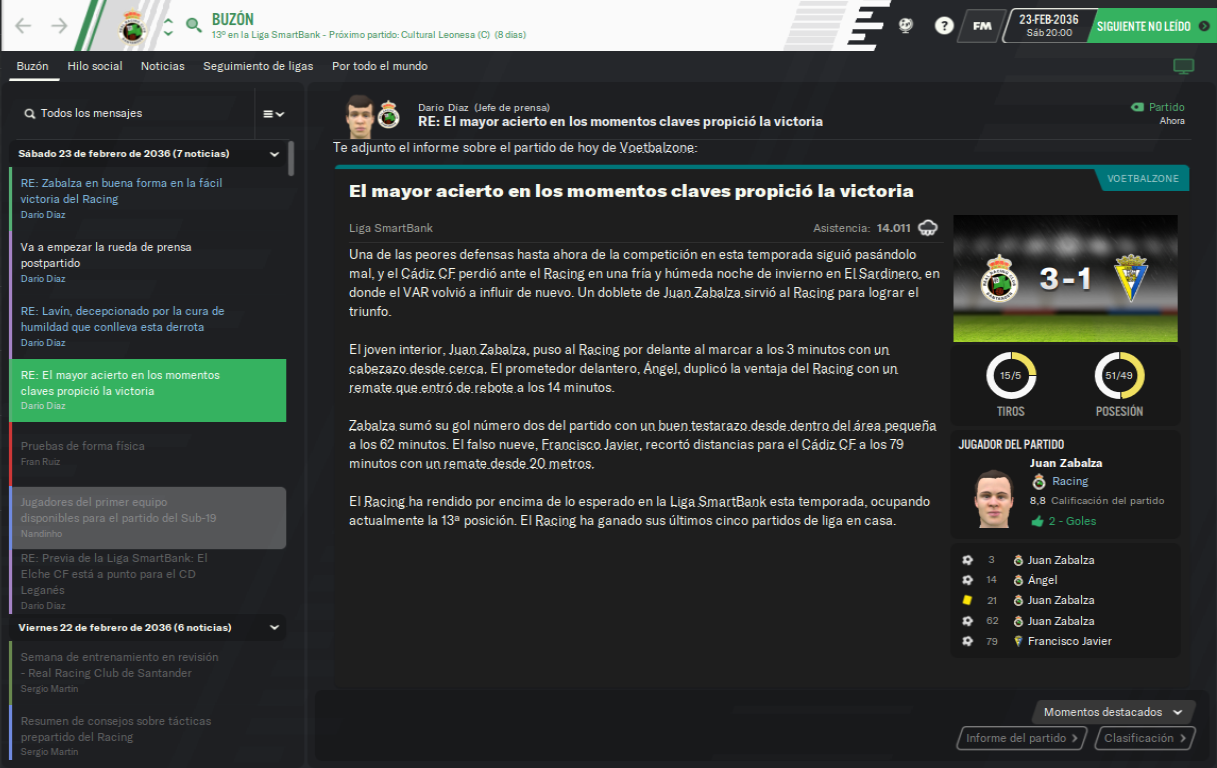 BUZÓN
13º en la Liga SmartBank - Próximo partido: Cultural Leonesa (C) (8 días)
?
FM
23-FEB-2036
Sáb 20:00
SIGUIENTE NO LEÍDO
Buzón
Hilo social
Noticias
Seguimiento de ligas
Por todo el mundo
Todos los mensajes
Sábado 23 de febrero de 2036 (7 noticias)
RE: Zabalza en buena forma en la fácil
victoria del Racing
Darío Díaz
Va a empezar la rueda de prensa
postpartido
Darío Díaz
RE: Lavín, decepcionado por la cura de
humildad que conlleva esta derrota
Darío Díaz
RE: El mayor acierto en los momentos
claves propició la victoria
Darío Díaz
Pruebas de forma física
Fran Ruiz
Jugadores del primer equipo
disponibles para el partido del Sub-19
Nandinho
RE: Previa de la Liga SmartBank: El
Elche CF está a punto para el CD
Leganés
Darío Díaz
Viernes 22 de febrero de 2036 (6 noticias)
Semana de entrenamiento en revisión
- Real Racing Club de Santander
Sergio Martín
Resumen de consejos sobre tácticas
prepartido del Racing
Sergio Martín
Darío Díaz (Jefe de prensa)
RE: El mayor acierto en los momentos claves propició la victoria
Partido
Ahora
Te adjunto el informe sobre el partido de hoy de Voetbalzone:
VOETBALZONE
El mayor acierto en los momentos claves propició la victoria
Liga SmartBank
Asistencia: 14.011
Una de las peores defensas hasta ahora de la competición en esta temporada siguió pasándolo
mal, y el Cádiz CF perdió ante el Racing en una fría y húmeda noche de invierno en El Sardinero, en
donde el VAR volvió a influir de nuevo. Un doblete de Juan Zabalza sirvió al Racing para lograr el
triunfo.
El joven interior, Juan Zabalza, puso al Racing por delante al marcar a los 3 minutos con un
cabezazo desde cerca. El prometedor delantero, Ángel, duplicó la ventaja del Racing con un
remate que entró de rebote a los 14 minutos.
Zabalza sumó su gol número dos del partido con un buen testarazo desde dentro del área pequeña
a los 62 minutos. El falso nueve, Francisco Javier, recortó distancias para el Cádiz CF a los 79
minutos con un remate desde 20 metros.
El Racing ha rendido por encima de lo esperado en la Liga SmartBank esta temporada, ocupando
actualmente la 13ª posición. El Racing ha ganado sus últimos cinco partidos de liga en casa.
3-1
15/5
TIROS
51/49
POSESIÓN
JUGADOR DEL PARTIDO
Juan Zabalza
Racing
8,8 Calificación del partido
2 - Goles
3 Juan Zabalza
14 Ángel
21 Juan Zabalza
62 Juan Zabalza
79 Francisco Javier
Momentos destacados
Informe del partido
Clasificación